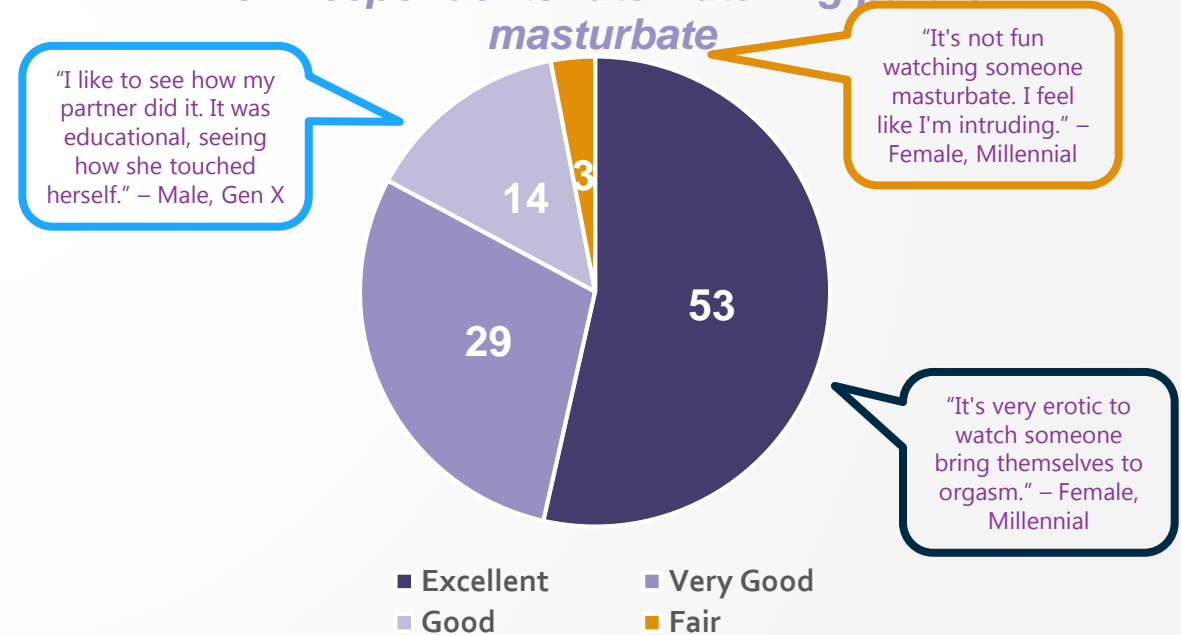 masturbate
“I like to see how my
partner did it. It was
educational, seeing
how she touched
herself.” – Male, Gen X
“It's not fun
watching someone
masturbate. I feel
like I'm intruding.” –
Female, Millennial
3
14
53
29
“It's very erotic to
watch someone
bring themselves to
orgasm.” – Female,
Millennial
Excellent
Very Good
Good
Fair